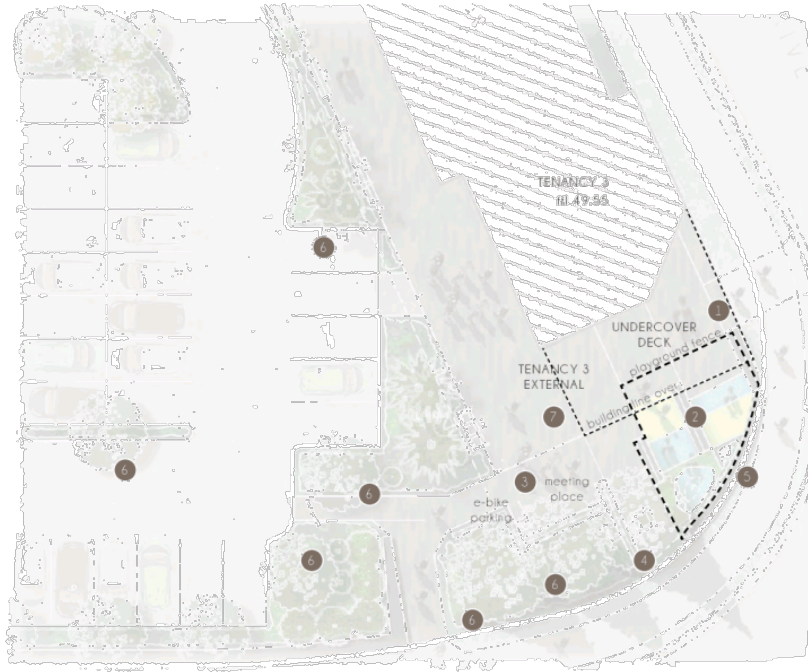 TENANCY 3
ffl 49.55
6
1
UNDERCOVER
DECK
playground fence
TENANCY 3
EXTERNAL
building line over
7
2
6
3
meeting
place
5
6
e-bike
parking
6
4
6
6